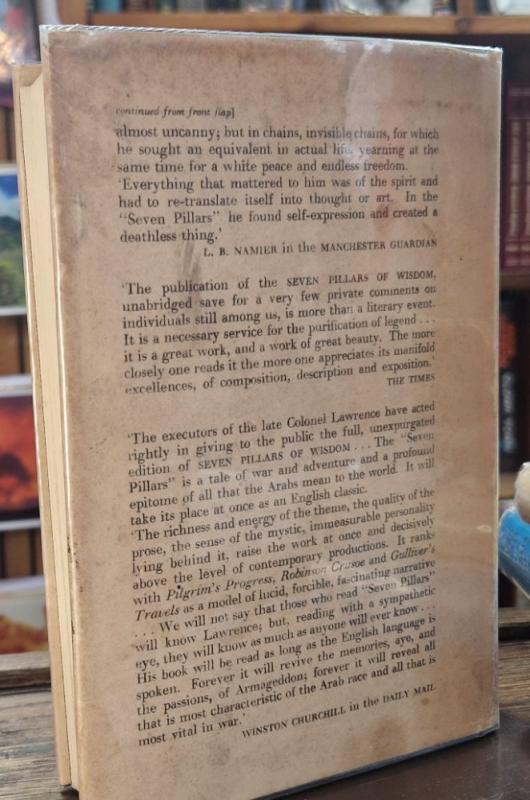 continued from front flap]
almost uncanny; but in chains, invisible chains, for which
he sought an equivalent in actual life, yearning at the
same time for a white peace and endless freedom.
'Everything that mattered to him was of the spirit and
had to re-translate itself into thought or art. In the
"Seven Pillars" he found self-expression and created a
deathless thing.'
L. B. NAMIER in the MANCHESTER GUARDIAN
'The publication of the SEVEN PILLARS OF WISDOM,
unabridged save for a very few private comments on
individuals still among us, is more than a literary event.
It is a necessary service for the purification of legend . . .
it is a great work, and a work of great beauty. The more
closely one reads it the more one appreciates its manifold
excellences, of composition, description and exposition.'
THE TIMES
'The executors of the late Colonel Lawrence have acted
rightly in giving to the public the full, unexpurgated
edition of SEVEN PILLARS OF WISDOM . . . The "Seven
Pillars" is a tale of war and adventure and a profound
epitome of all that the Arabs mean to the world. It will
take its place at once as an English classic.
'The richness and energy of the theme, the quality of the
prose, the sense of the mystic, immeasurable personality
lying behind it, raise the work at once and decisively
above the level of contemporary productions. It ranks
with Pilgrim's Progress, Robinson Crusoe and Gulliver's
Travels as a model of lucid, forcible, fascinating narrative
. . . We will not say that those who read "Seven Pillars"
will know Lawrence; but, reading with a sympathetic
eye, they will know as much as anyone will ever know . . .
His book will be read as long as the English language is
spoken. Forever it will revive the memories, aye, and
the passions, of Armageddon; forever it will reveal all
that is most characteristic of the Arab race and all that is
most vital in war.'
WINSTON CHURCHILL in the DAILY MAIL